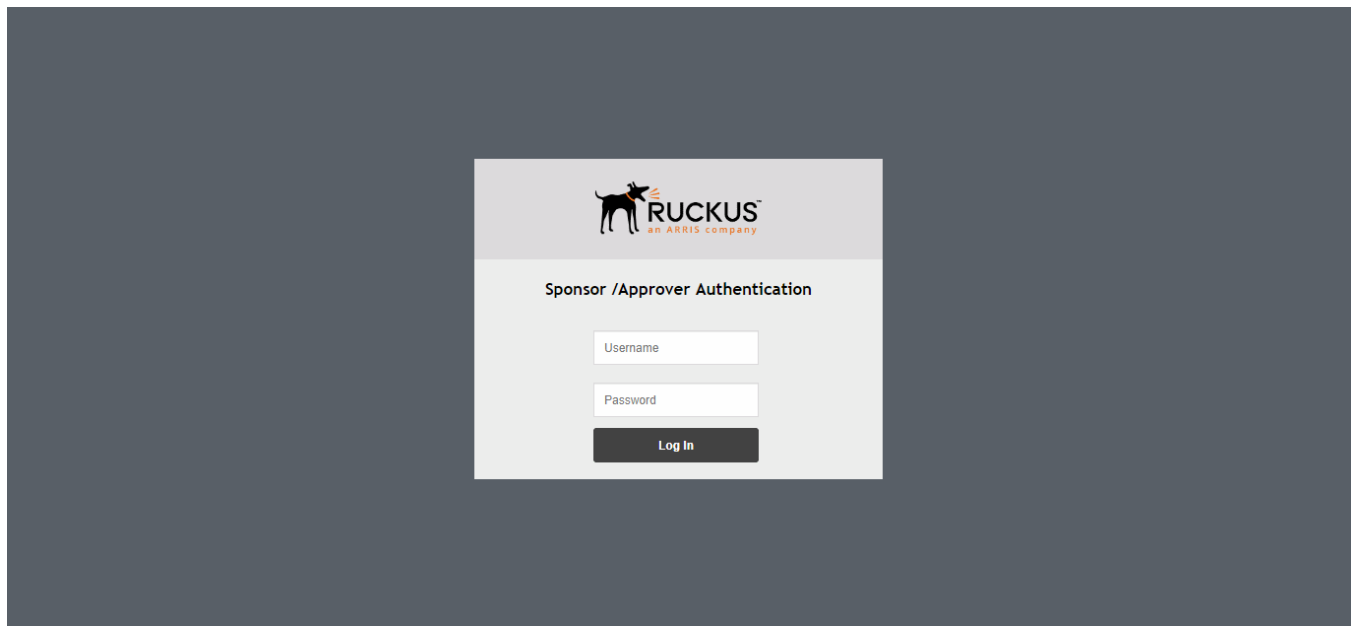 RUCKUS™
an ARRIS company
Sponsor /Approver Authentication
Username
Password
Log In